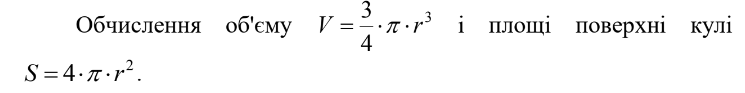 Обчислення об'єму V = 3/4 · π · r³ і площі поверхні кулі
S = 4 · π · r².